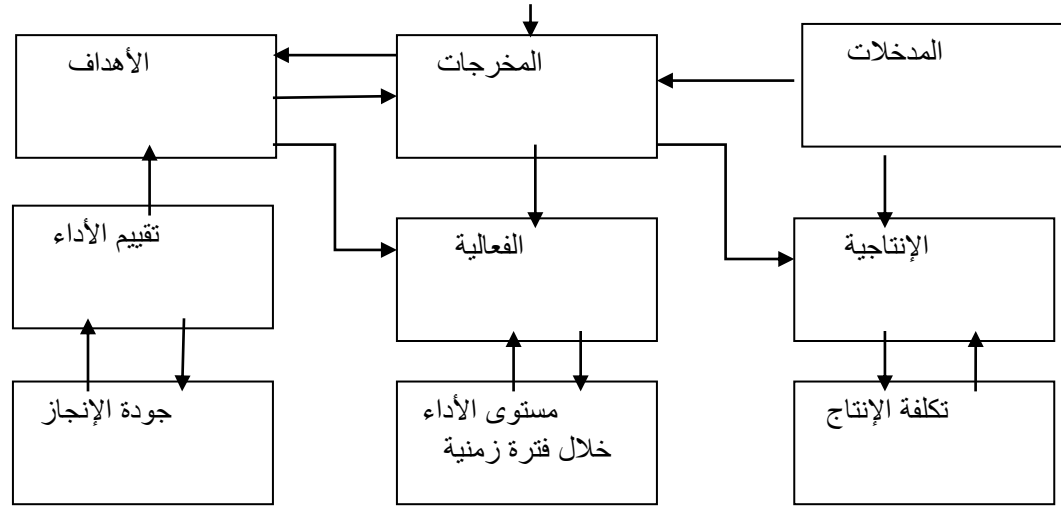 المدخلات
المخرجات
الأهداف
الإنتاجية
الفعالية
تقييم الأداء
تكلفة الإنتاج
مستوى الأداء
خلال فترة زمنية
جودة الإنجاز